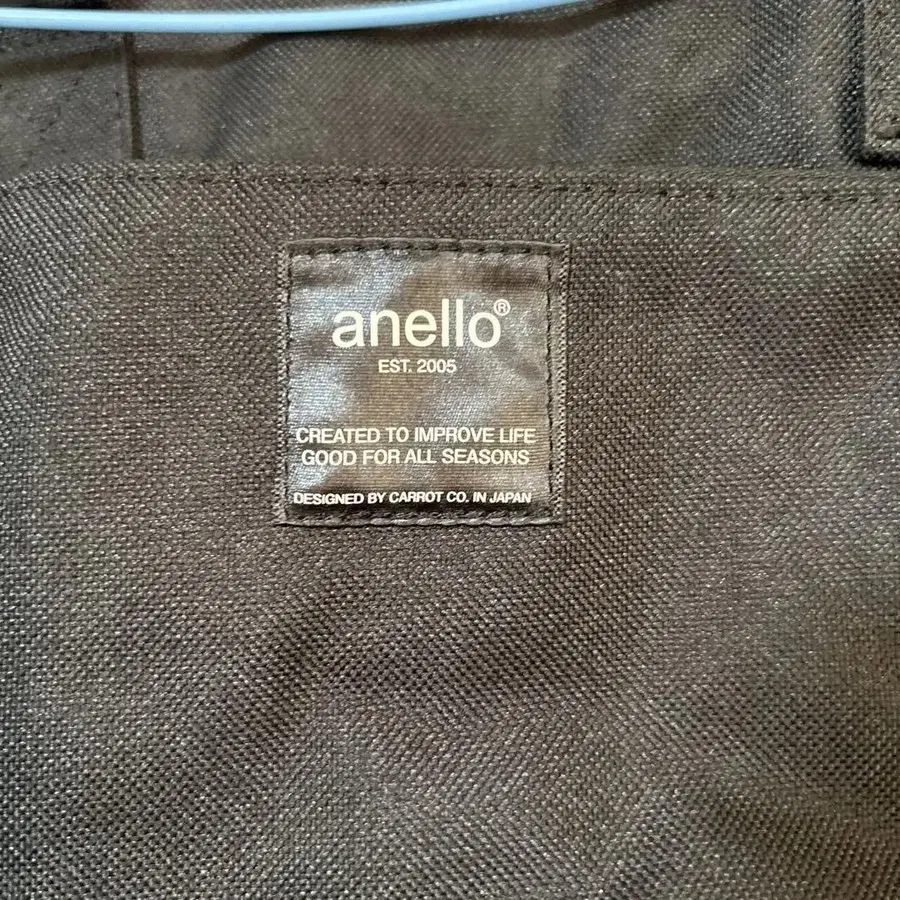 anello®
EST. 2005
CREATED TO IMPROVE LIFE
GOOD FOR ALL SEASONS
DESIGNED BY CARROT CO. IN JAPAN